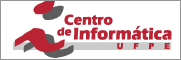 Centro
de Informática
UFPE